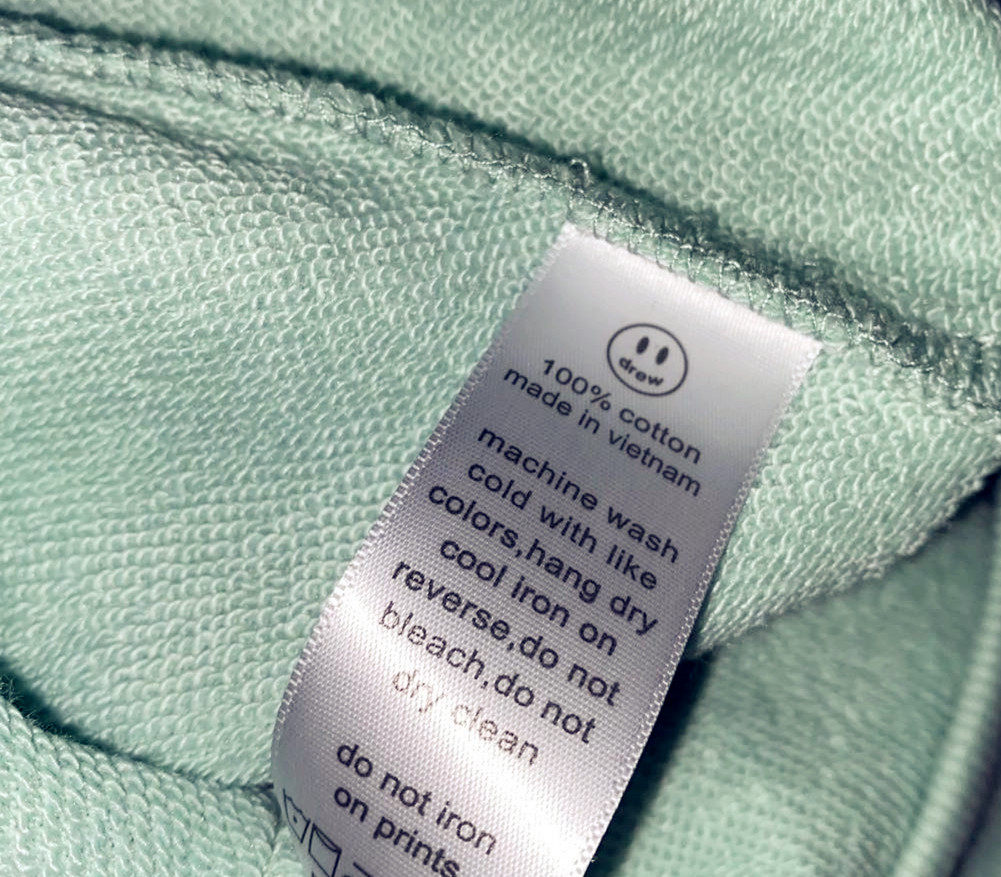 drew
100% cotton
made in vietnam
machine wash
cold with like
colors,hang dry
cool iron on
reverse,do not
bleach,do not
dry clean
do not iron
on prints